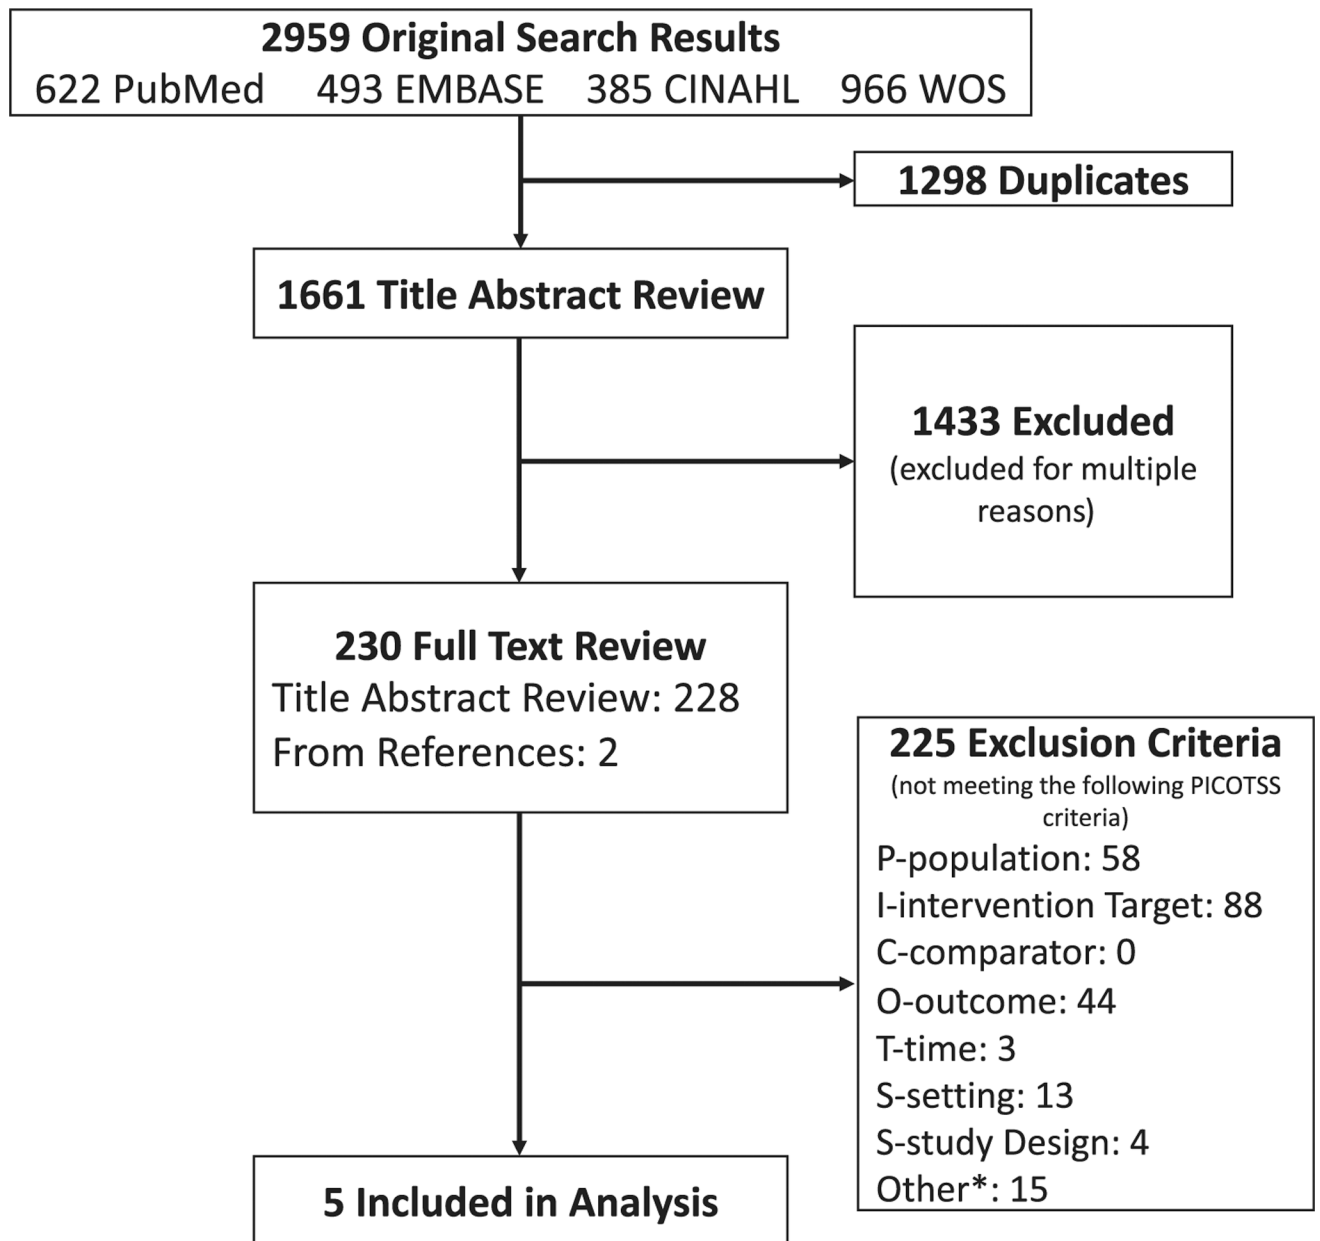 2959 Original Search Results
622 PubMed 493 EMBASE 385 CINAHL 966 WOS
1298 Duplicates
1661 Title Abstract Review
1433 Excluded
(excluded for multiple
reasons)
230 Full Text Review
Title Abstract Review: 228
From References: 2
225 Exclusion Criteria
(not meeting the following PICOTSS
criteria)
P-population: 58
I-intervention Target: 88
C-comparator: 0
O-outcome: 44
T-time: 3
S-setting: 13
S-study Design: 4
Other*: 15
5 Included in Analysis